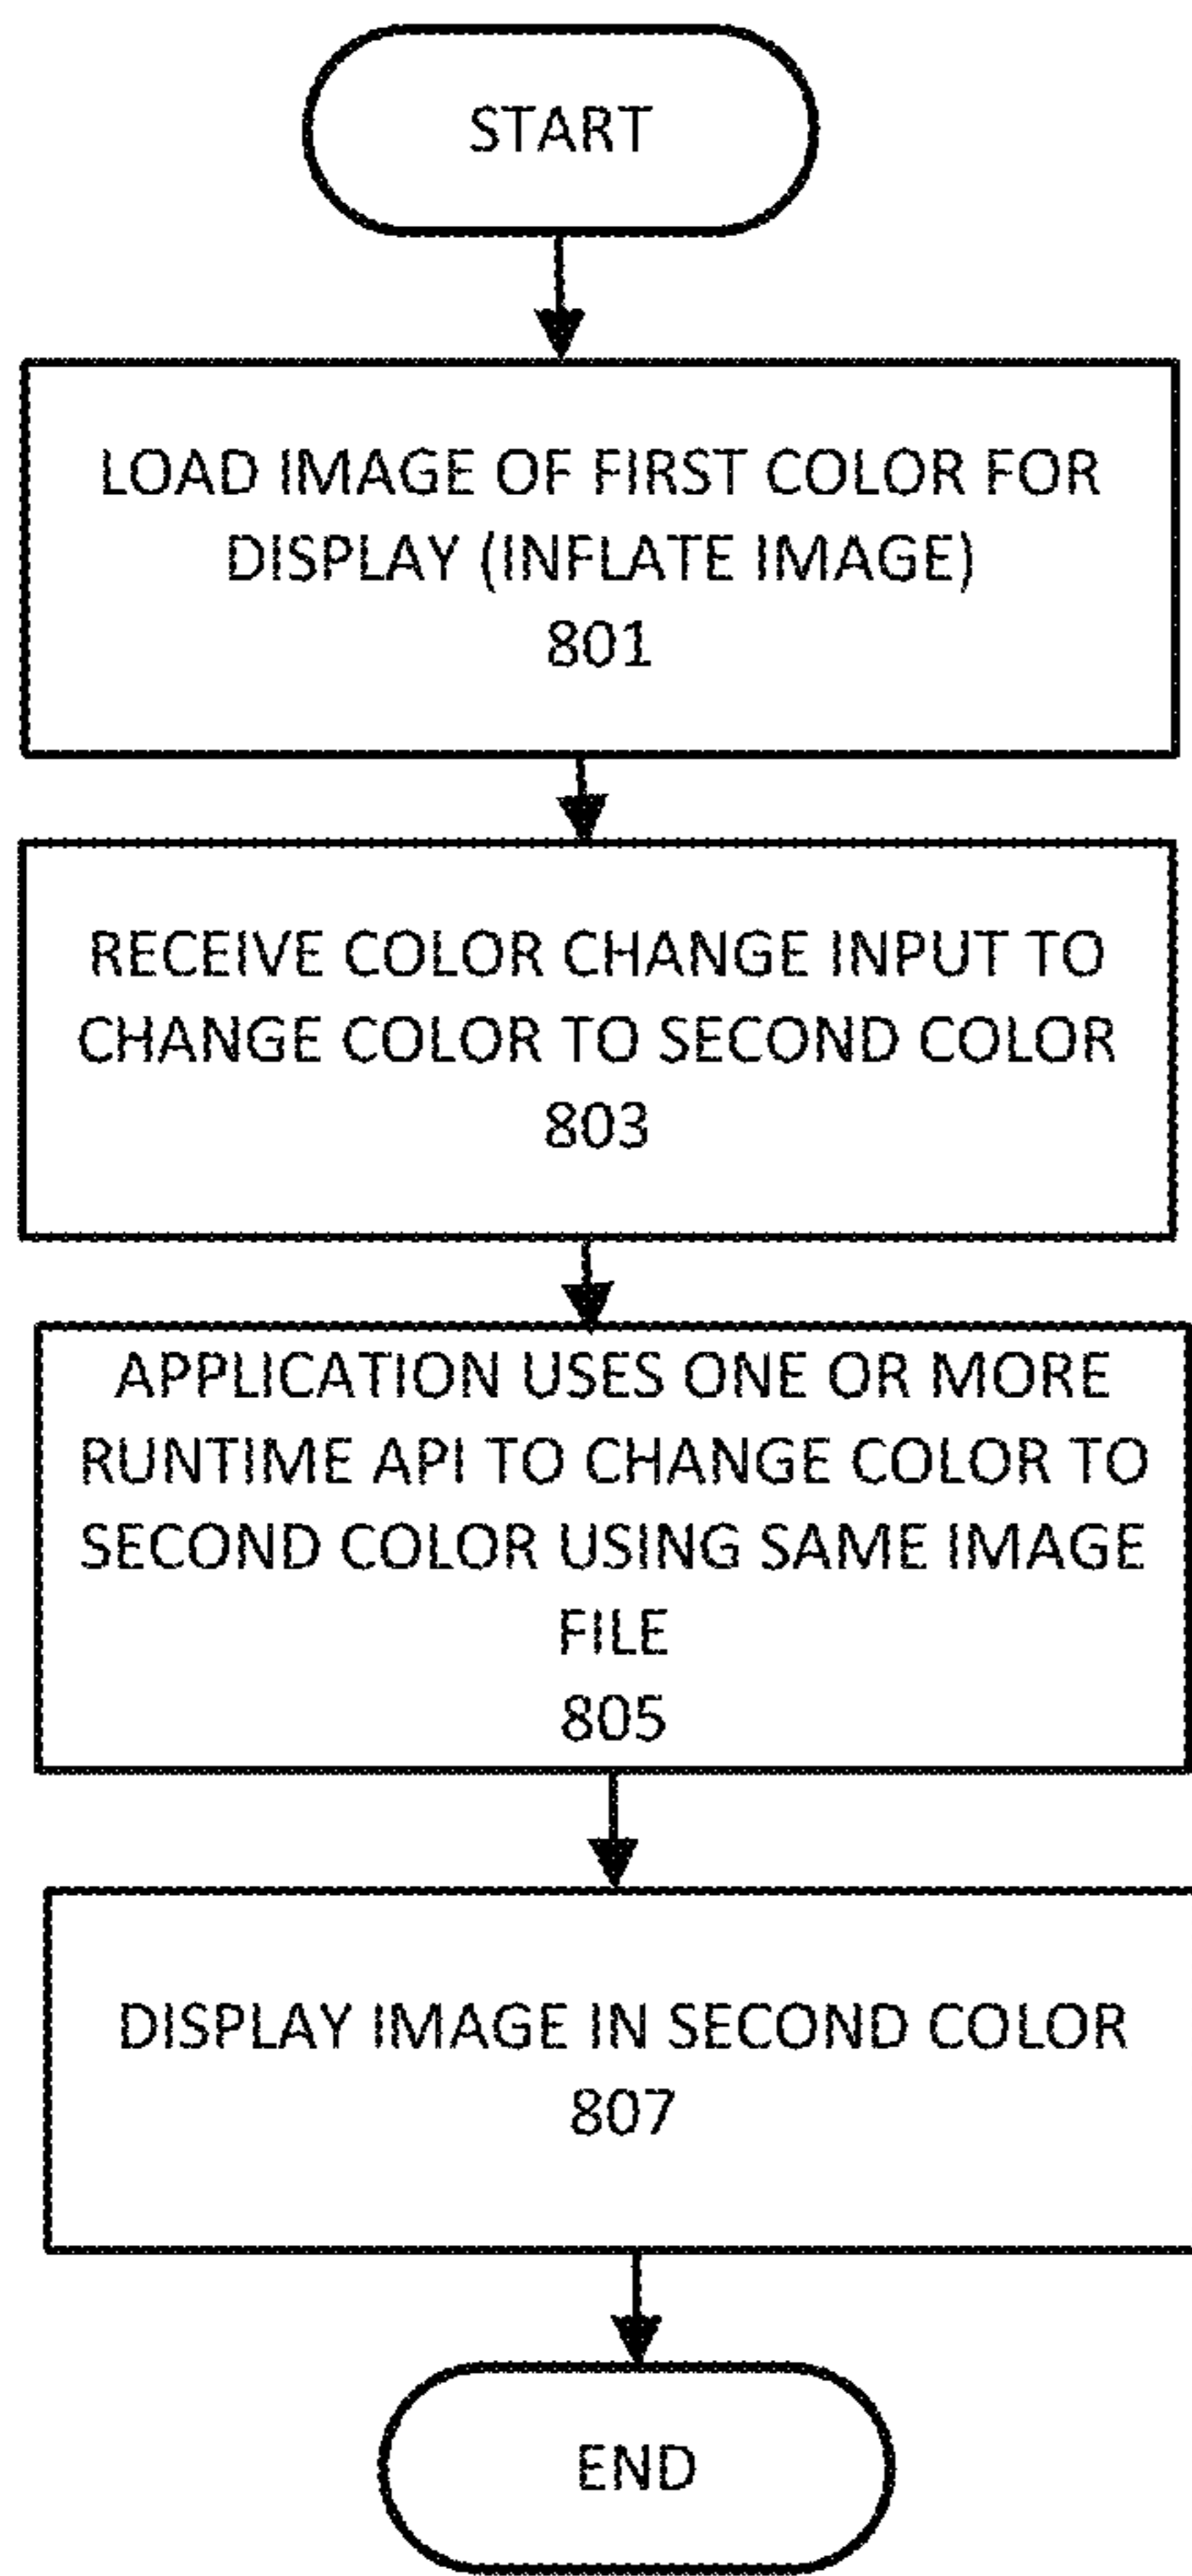 START
LOAD IMAGE OF FIRST COLOR FOR
DISPLAY (INFLATE IMAGE)
801
RECEIVE COLOR CHANGE INPUT TO
CHANGE COLOR TO SECOND COLOR
803
APPLICATION USES ONE OR MORE
RUNTIME API TO CHANGE COLOR TO
SECOND COLOR USING SAME IMAGE
FILE
805
DISPLAY IMAGE IN SECOND COLOR
807
END